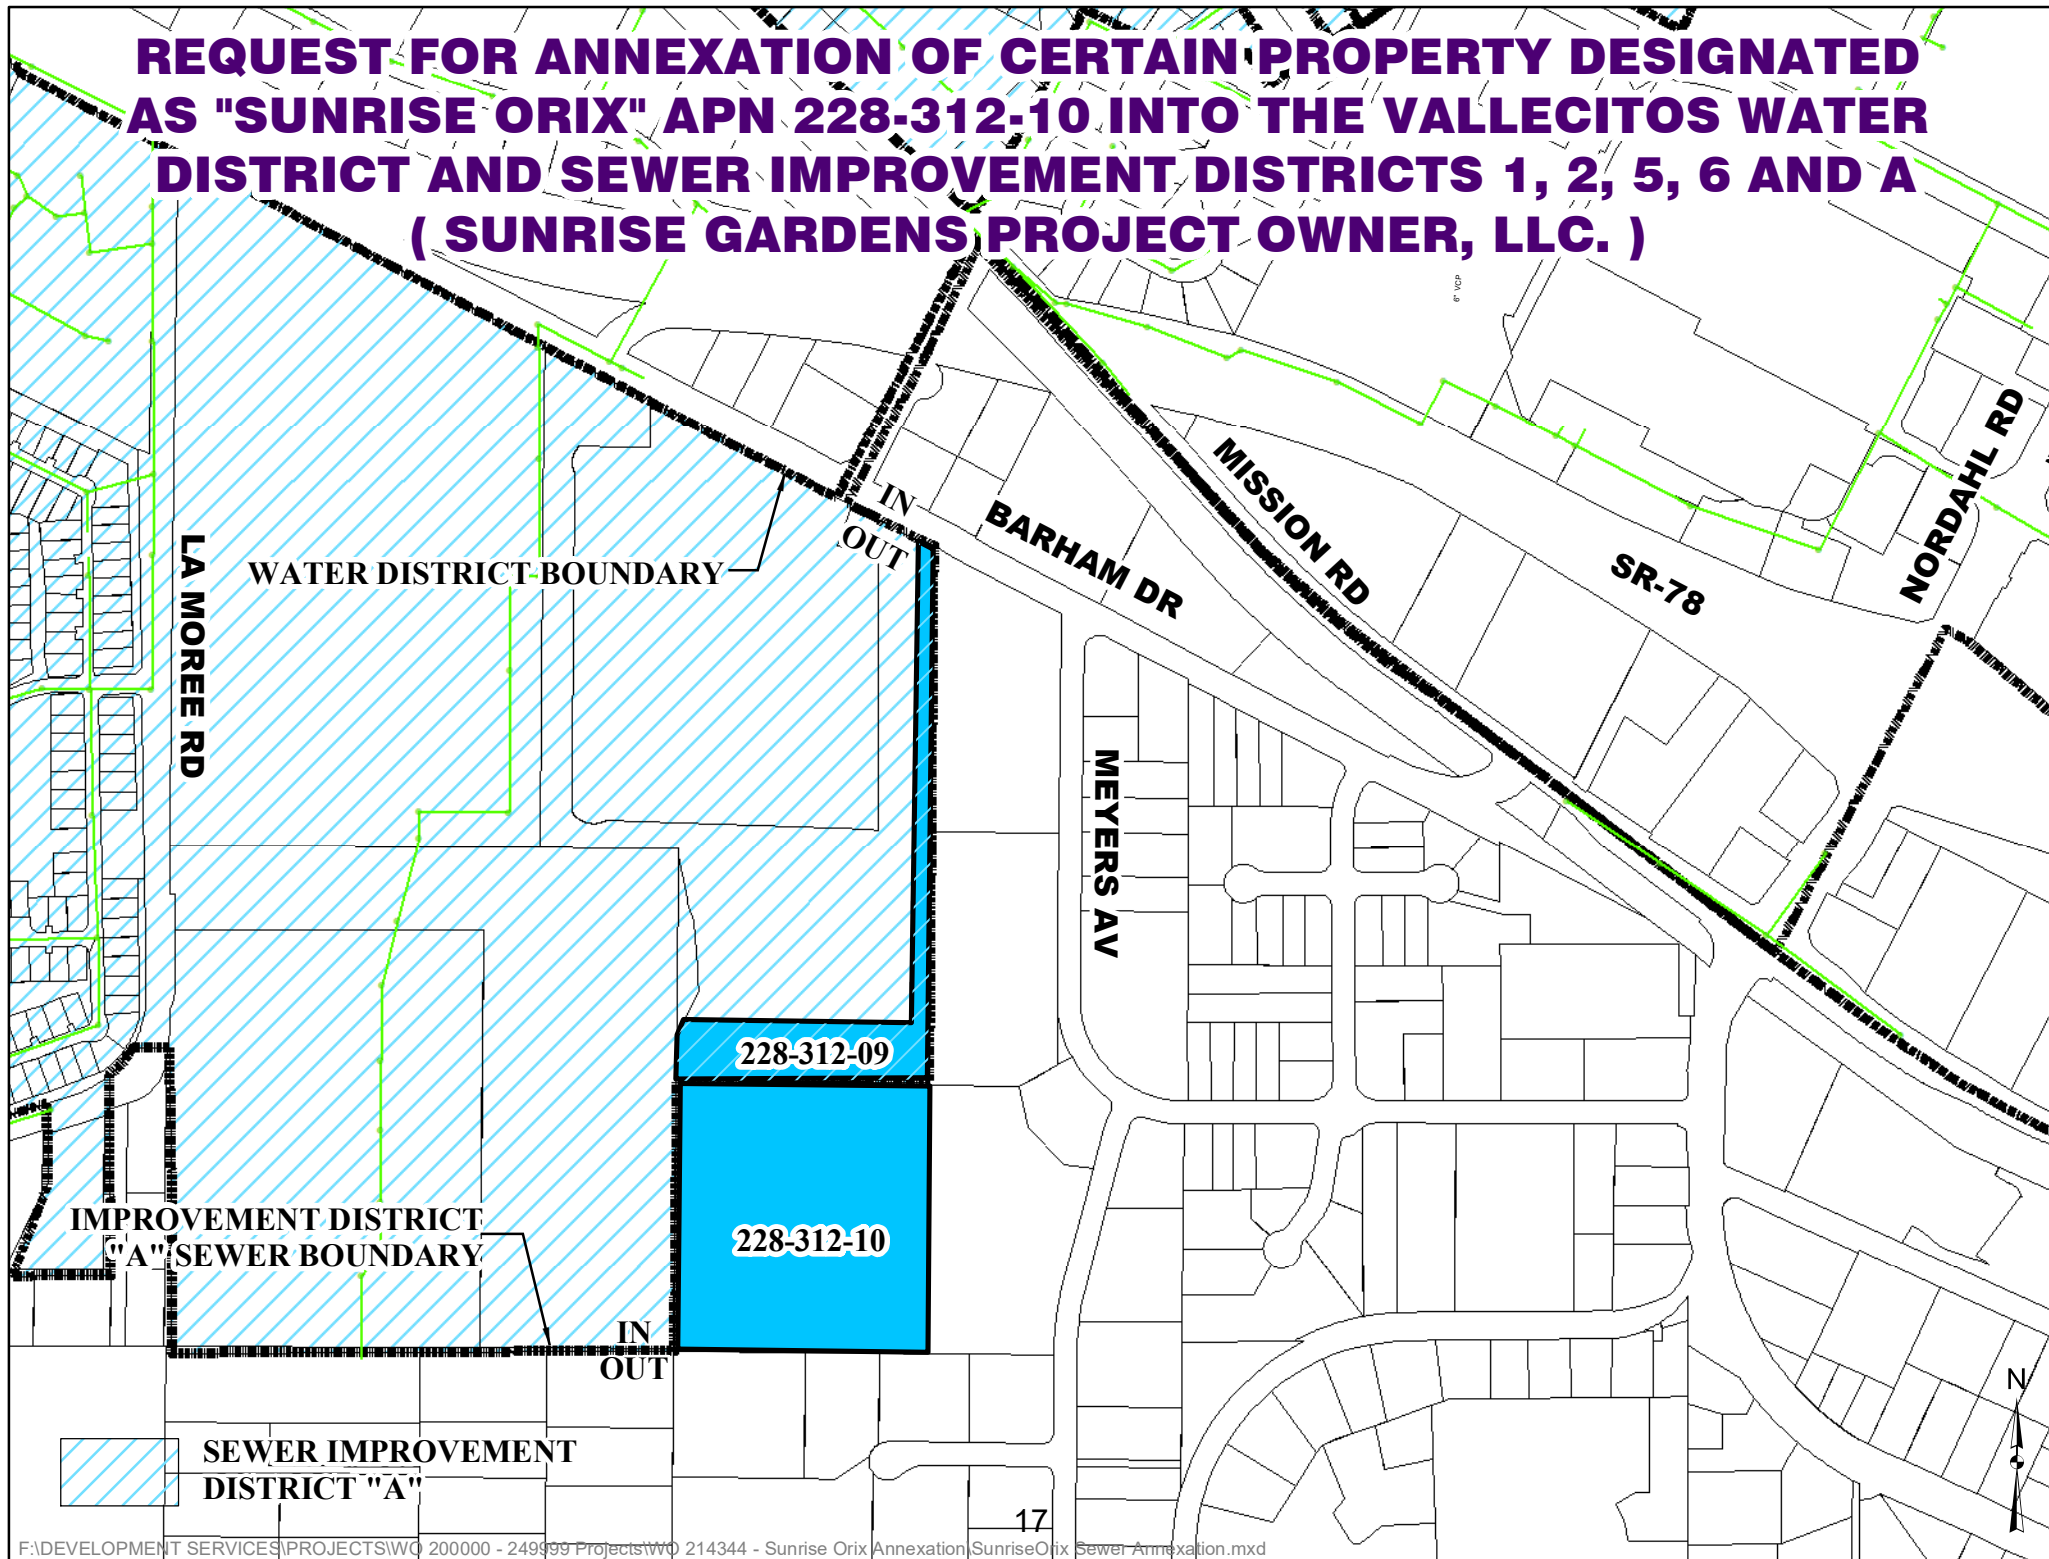 REQUEST FOR ANNEXATION OF CERTAIN PROPERTY DESIGNATED
AS "SUNRISE ORIX" APN 228-312-10 INTO THE VALLECITOS WATER
DISTRICT AND SEWER IMPROVEMENT DISTRICTS 1, 2, 5, 6 AND A
( SUNRISE GARDENS PROJECT OWNER, LLC. )
6" VCP
NORDAHL RD
MISSION RD
IN
OUT
BARHAM DR
SR-78
LA MOREE RD
WATER DISTRICT BOUNDARY
MEYERS AV
228-312-09
228-312-10
IMPROVEMENT DISTRICT
"A" SEWER BOUNDARY
IN
OUT
N
SEWER IMPROVEMENT
DISTRICT "A"
17
F:\DEVELOPMENT SERVICES\PROJECTS\WO 200000 - 249999 Projects\WO 214344 - Sunrise Orix Annexation\SunriseOrix Sewer Annexation.mxd